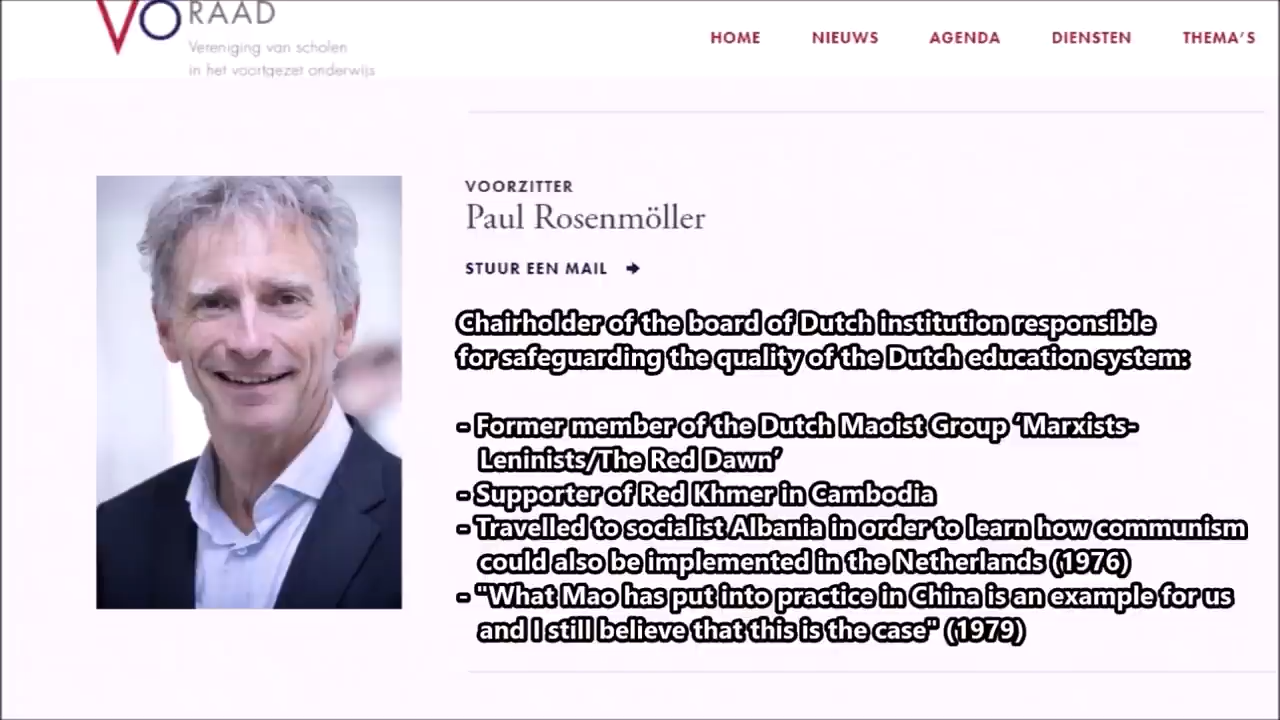 VO RAAD
Vereniging van scholen
in het voortgezet onderwijs
HOME NIEUWS AGENDA DIENSTEN THEMA'S
VOORZITTER
Paul Rosenmöller
STUUR EEN MAIL
Chairholder of the board of Dutch institution responsible
for safeguarding the quality of the Dutch education system:
- Former member of the Dutch Maoist Group ‘Marxists-
Leninists/The Red Dawn’
- Supporter of Red Khmer in Cambodia
- Travelled to socialist Albania in order to learn how communism
could also be implemented in the Netherlands (1976)
- "What Mao has put into practice in China is an example for us
and I still believe that this is the case" (1979)